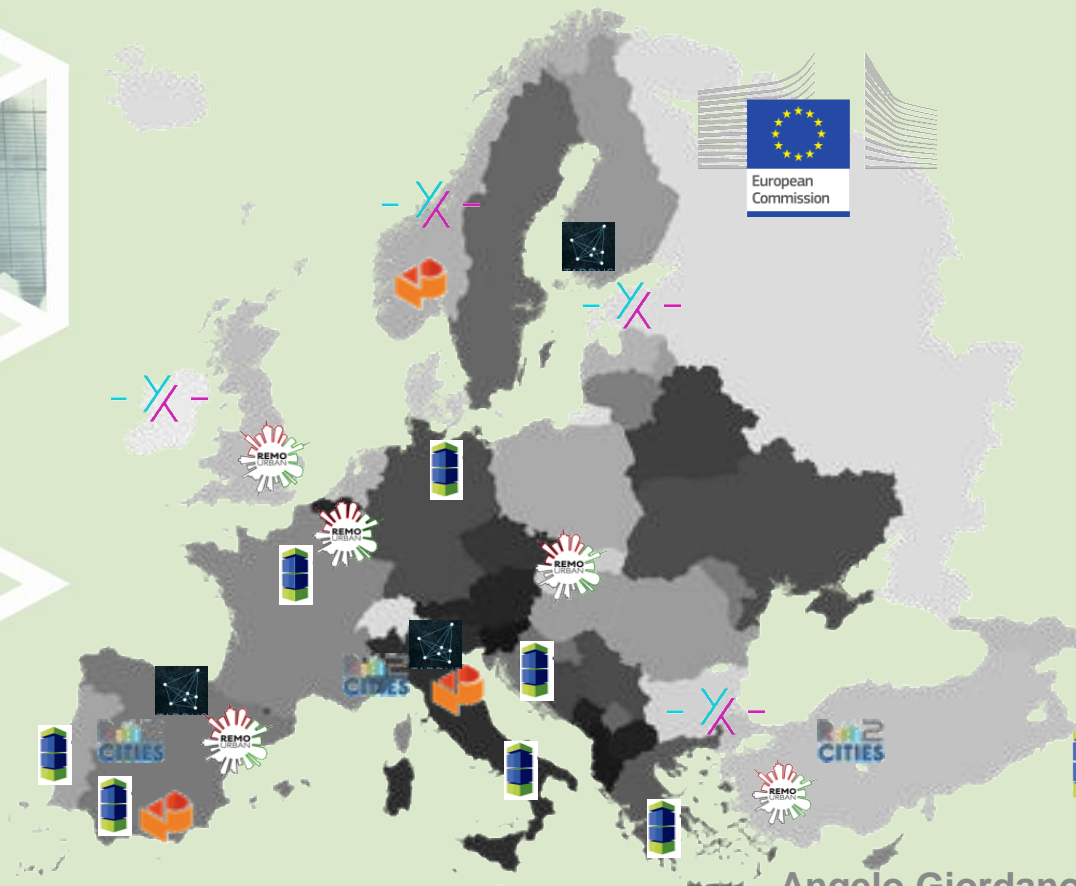 European
Commission
REMO
URBAN
REMO
URBAN
REMO
URBAN
CITIES
REMO
URBAN
CITIES
CITIES
REMO
URBAN
Angelo Giordano